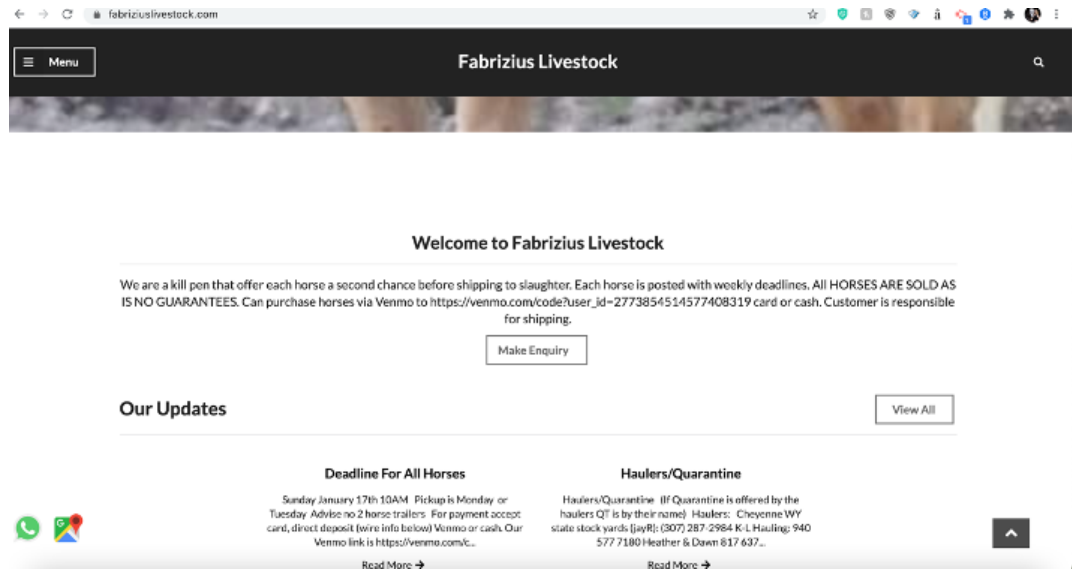 fabriziuslivestock.com
Menu
Fabrizius Livestock
Welcome to Fabrizius Livestock
We are a kill pen that offer each horse a second chance before shipping to slaughter. Each horse is posted with weekly deadlines. All HORSES ARE SOLD AS
IS NO GUARANTEES. Can purchase horses via Venmo to https://venmo.com/code?user_id=2773854514577408319 card or cash. Customer is responsible
for shipping.
Make Enquiry
Our Updates
View All
Deadline For All Horses
Sunday January 17th 10AM Pickup is Monday or
Tuesday Advise no 2 horse trailers For payment accept
card, direct deposit (wire info below) Venmo or cash. Our
Venmo link is https://venmo.com/c...
Read More →
Haulers/Quarantine
Haulers/Quarantine (If Quarantine is offered by the
haulers QT is by their name) Haulers: Cheyenne WY
state stock yards (jayR): (307) 287-2984 K-L Hauling; 940
577 7180 Heather & Dawn 817 637...
Read More →